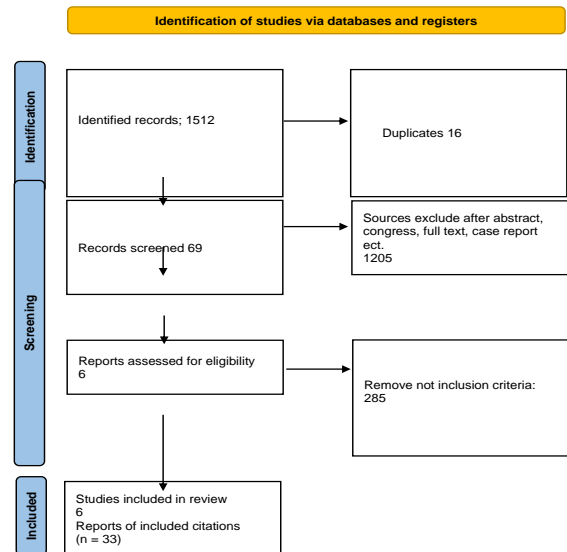 Identification of studies via databases and registers
Identification
Identified records; 1512
Duplicates 16
Screening
Records screened 69
Sources exclude after abstract,
congress, full text, case report
ect.
1205
Reports assessed for eligibility
6
Remove not inclusion criteria:
285
Included
Studies included in review
6
Reports of included citations
(n = 33)